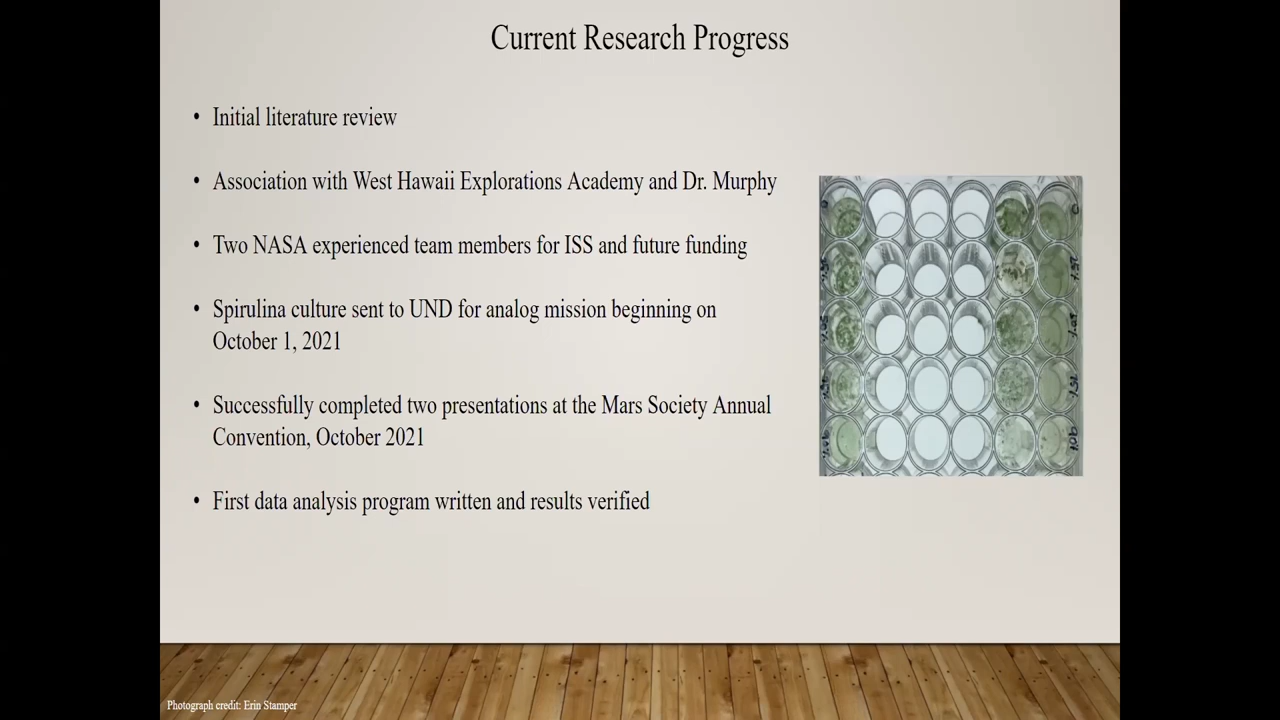 Current Research Progress
• Initial literature review
• Association with West Hawaii Explorations Academy and Dr. Murphy
• Two NASA experienced team members for ISS and future funding
• Spirulina culture sent to UND for analog mission beginning on
October 1, 2021
• Successfully completed two presentations at the Mars Society Annual
Convention, October 2021
• First data analysis program written and results verified
Photograph credit: Erin Stamper